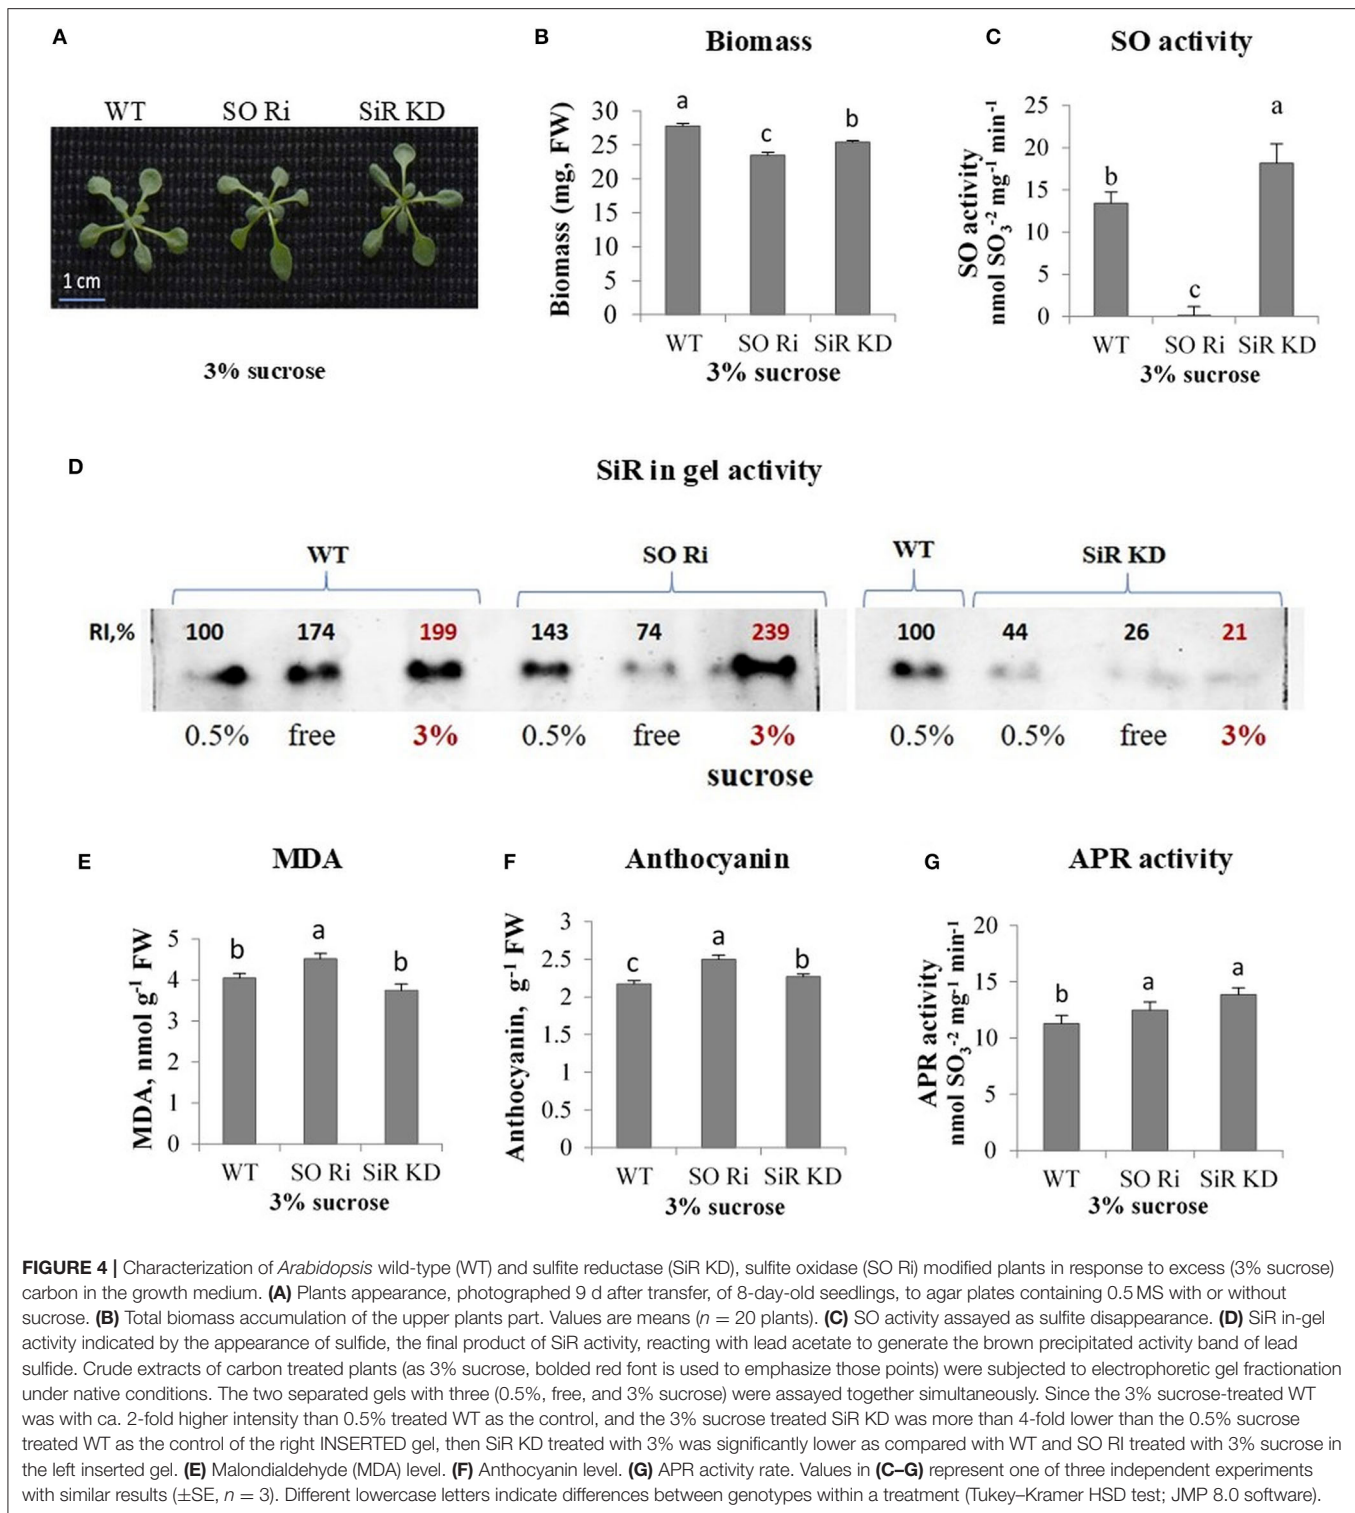 A
WT SO Ri SiR KD
1 cm
3% sucrose
B
Biomass
Biomass (mg, FW)
30
25
20
15
10
5
0
a
c
b
WT SO Ri SiR KD
3% sucrose
C
SO activity
SO activity
nmol SO₃⁻² mg⁻¹ min⁻¹
25
20
15
10
5
0
b
c
a
WT SO Ri SiR KD
3% sucrose
D
SiR in gel activity
WT SO Ri WT SiR KD
RI,% 100 174 199 143 74 239 100 44 26 21
0.5% free 3% 0.5% free 3% 0.5% 0.5% free 3%
sucrose
E
MDA
MDA, nmol g⁻¹ FW
5
4
3
2
1
0
b
a
b
WT SO Ri SiR KD
3% sucrose
F
Anthocyanin
Anthocyanin, g⁻¹ FW
3
2.5
2
1.5
1
0.5
0
c
a
b
WT SO Ri SiR KD
3% sucrose
G
APR activity
APR activity
nmol SO₃⁻² mg⁻¹ min⁻¹
20
15
10
5
0
b
a
a
WT SO Ri SiR KD
3% sucrose
FIGURE 4 | Characterization of Arabidopsis wild-type (WT) and sulfite reductase (SiR KD), sulfite oxidase (SO Ri) modified plants in response to excess (3% sucrose)
carbon in the growth medium. (A) Plants appearance, photographed 9 d after transfer, of 8-day-old seedlings, to agar plates containing 0.5 MS with or without
sucrose. (B) Total biomass accumulation of the upper plants part. Values are means (n = 20 plants). (C) SO activity assayed as sulfite disappearance. (D) SiR in-gel
activity indicated by the appearance of sulfide, the final product of SiR activity, reacting with lead acetate to generate the brown precipitated activity band of lead
sulfide. Crude extracts of carbon treated plants (as 3% sucrose, bolded red font is used to emphasize those points) were subjected to electrophoretic gel fractionation
under native conditions. The two separated gels with three (0.5%, free, and 3% sucrose) were assayed together simultaneously. Since the 3% sucrose-treated WT
was with ca. 2-fold higher intensity than 0.5% treated WT as the control, and the 3% sucrose treated SiR KD was more than 4-fold lower than the 0.5% sucrose
treated WT as the control of the right INSERTED gel, then SiR KD treated with 3% was significantly lower as compared with WT and SO RI treated with 3% sucrose in
the left inserted gel. (E) Malondialdehyde (MDA) level. (F) Anthocyanin level. (G) APR activity rate. Values in (C–G) represent one of three independent experiments
with similar results (±SE, n = 3). Different lowercase letters indicate differences between genotypes within a treatment (Tukey–Kramer HSD test; JMP 8.0 software).